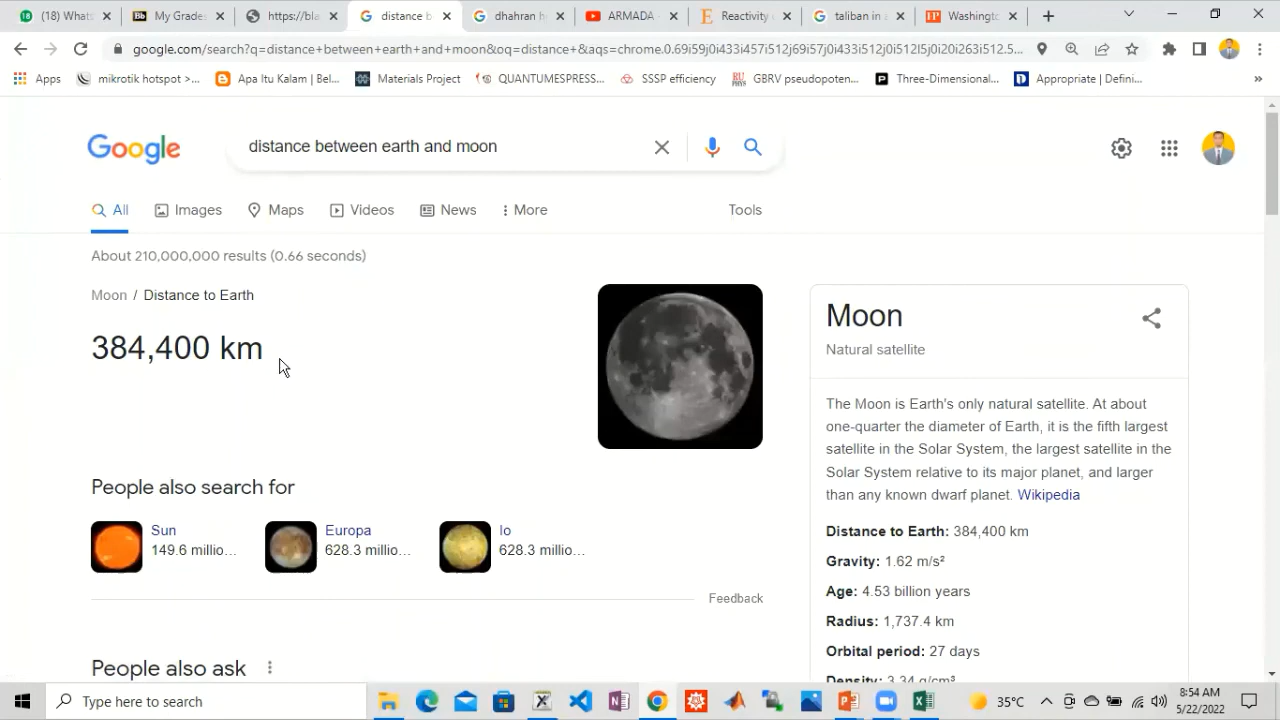 (18) Whats
My Grades
https://bla
distance b
dhahran h
ARMADA -
Reactivity
taliban in a
Washingto
google.com/search?q=distance+between+earth+and+moon&oq=distance+&aqs=chrome.0.69i59j0i433i457i512j69i57j0i433i512j0i512l5j0i20i263i512.5...
Apps
mikrotik hotspot >...
Apa Itu Kalam | Bel...
Materials Project
QUANTUMESPRESS...
SSSP efficiency
GBRV pseudopoten...
Three-Dimensional...
Appropriate | Defini...
»
Google
distance between earth and moon
All
Images
Maps
Videos
News
More
Tools
About 210,000,000 results (0.66 seconds)
Moon / Distance to Earth
384,400 km
People also search for
Sun
149.6 millio...
Europa
628.3 millio...
Io
628.3 millio...
Feedback
People also ask
Moon
Natural satellite
The Moon is Earth's only natural satellite. At about
one-quarter the diameter of Earth, it is the fifth largest
satellite in the Solar System, the largest satellite in the
Solar System relative to its major planet, and larger
than any known dwarf planet. Wikipedia
Distance to Earth: 384,400 km
Gravity: 1.62 m/s²
Age: 4.53 billion years
Radius: 1,737.4 km
Orbital period: 27 days
Density: 3.34 g/cm³
Type here to search
35°C
8:54 AM
5/22/2022